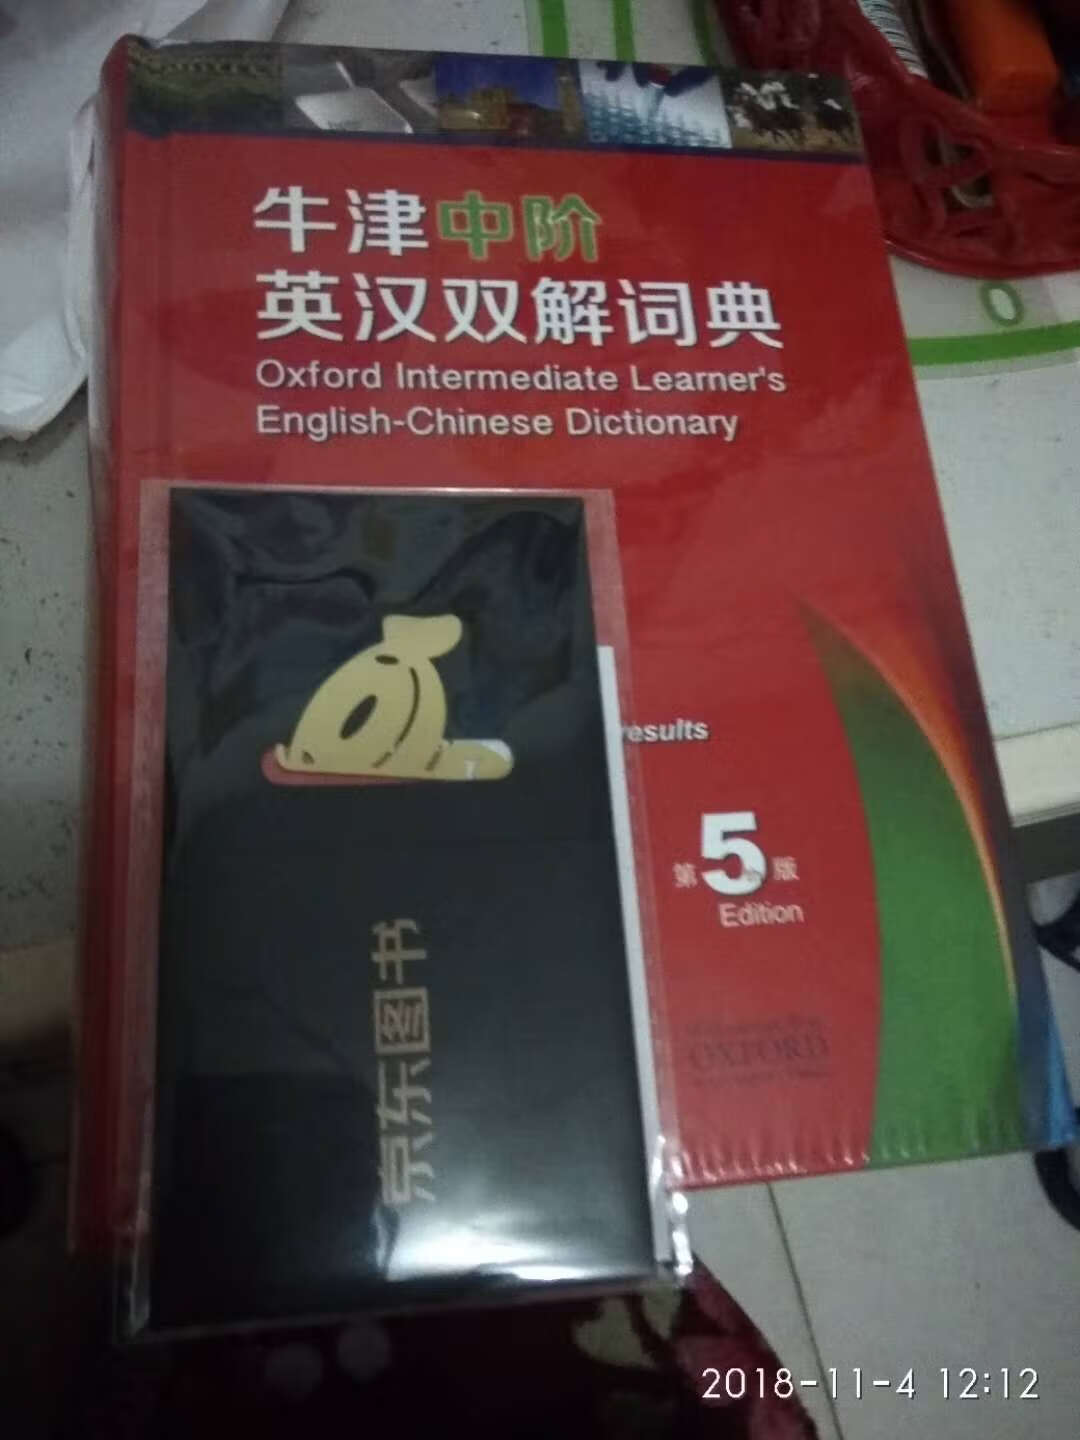 牛津中阶
英汉双解词典
Oxford Intermediate Learner's
English-Chinese Dictionary
results
第5版
Edition
OXFORD
京东图书
2018-11-4 12:12